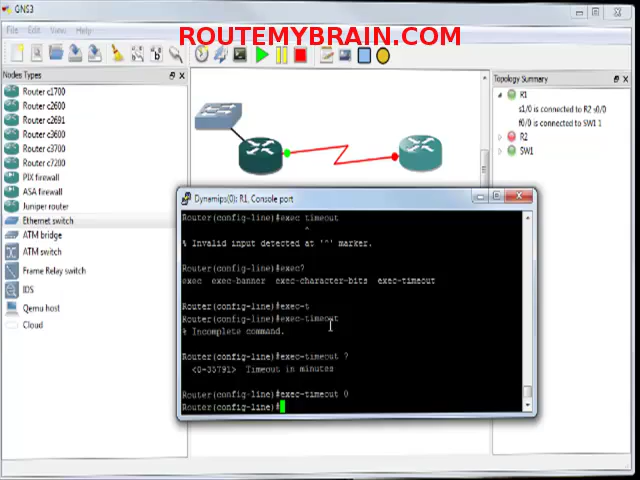 GNS3
File Edit View Help
ROUTEMYBRAIN.COM
Nodes Types
Router c1700
Router c2600
Router c2691
Router c3600
Router c3700
Router c7200
PIX firewall
ASA firewall
Juniper router
Ethernet switch
ATM bridge
ATM switch
Frame Relay switch
IDS
Qemu host
Cloud
Topology Summary
R1
s1/0 is connected to R2 s0/0
f0/0 is connected to SW1 1
R2
SW1
Dynamips(0): R1, Console port
Router(config-line)#exec timeout
^
% Invalid input detected at '^' marker.
Router(config-line)#exec?
exec exec-banner exec-character-bits exec-timeout
Router(config-line)#exec-t
Router(config-line)#exec-timeout
% Incomplete command.
Router(config-line)#exec-timeout ?
<0-35791> Timeout in minutes
Router(config-line)#exec-timeout 0
Router(config-line)#